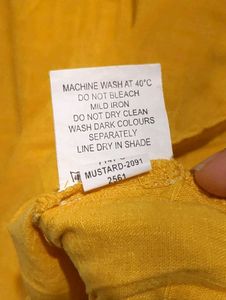 MACHINE WASH AT 40°C
DO NOT BLEACH
MILD IRON
DO NOT DRY CLEAN
WASH DARK COLOURS
SEPARATELY
LINE DRY IN SHADE
MUSTARD-2091
2561